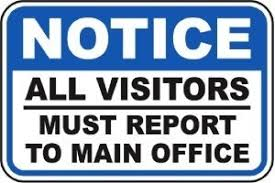 NOTICE
ALL VISITORS
MUST REPORT
TO MAIN OFFICE